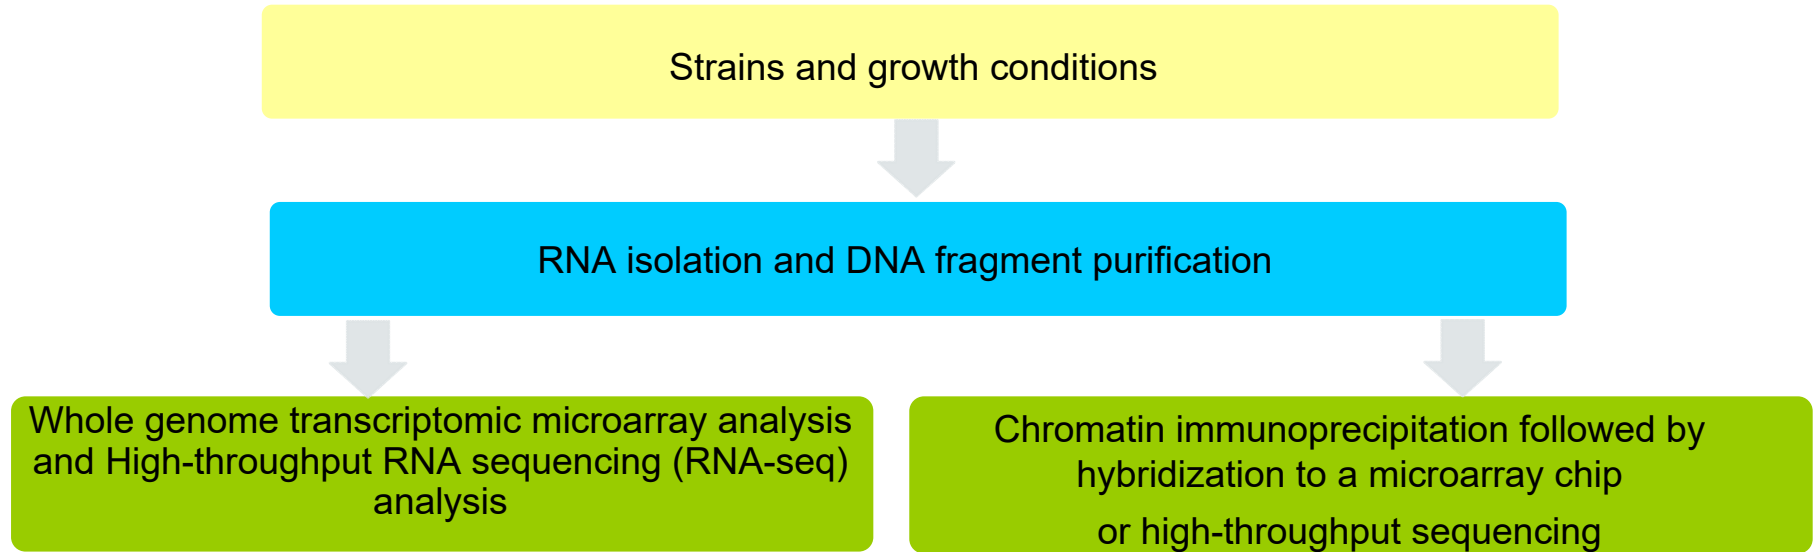 Strains and growth conditions
RNA isolation and DNA fragment purification
Whole genome transcriptomic microarray analysis
and High-throughput RNA sequencing (RNA-seq)
analysis
Chromatin immunoprecipitation followed by
hybridization to a microarray chip
or high-throughput sequencing